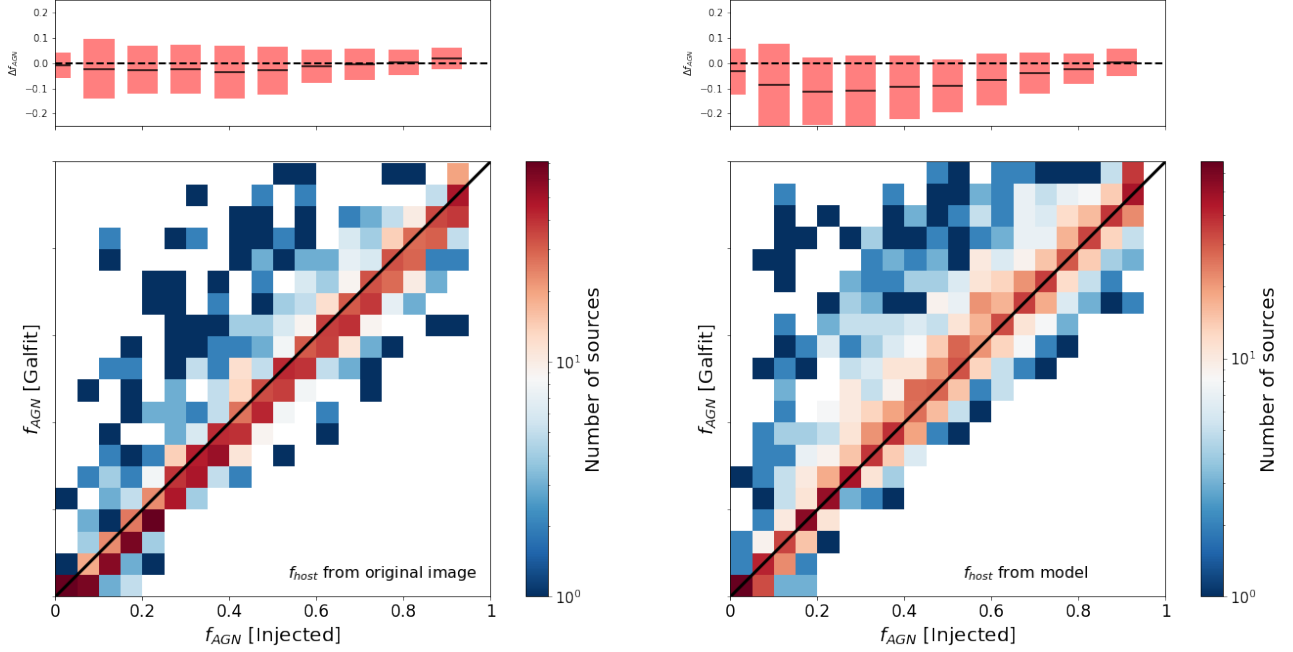 0.2
0.1
0.0
−0.1
−0.2
Δf_AGN
f_AGN [Galfit]
f_host from original image
0
0.2
0.4
0.6
0.8
1
f_AGN [Injected]
10^1
10^0
Number of sources
0.2
0.1
0.0
−0.1
−0.2
Δf_AGN
f_AGN [Galfit]
f_host from model
0
0.2
0.4
0.6
0.8
1
f_AGN [Injected]
10^1
10^0
Number of sources